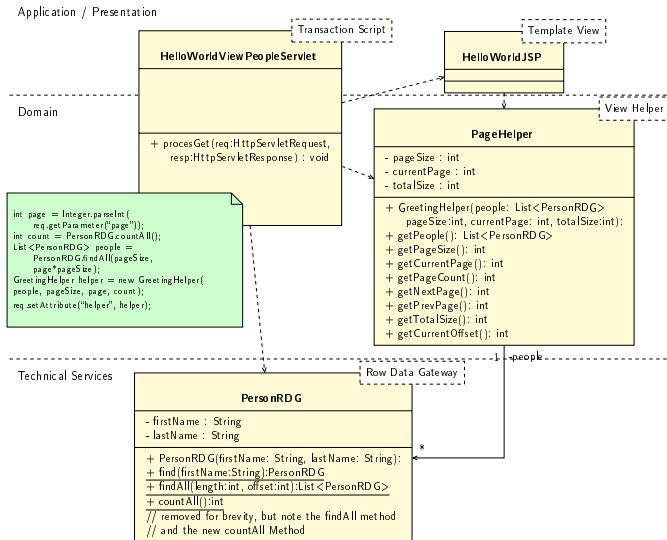 Application / Presentation
Transaction Script
Template View
HelloWorldViewPeopleServlet
HelloWorldJSP
Domain
View Helper
+ procesGet(req:HttpServletRequest,
resp:HttpServletResponse) : void
PageHelper
- pageSize : int
- currentPage : int
- totalSize : int
+ GreetingHelper(people: List<PersonRDG>
pageSize:int, currentPage: int, totalSize:int):
+ getPeople(): List<PersonRDG>
+ getPageSize(): int
+ getCurrentPage(): int
+ getPageCount(): int
+ getNextPage(): int
+ getPrevPage(): int
+ getTotalSize(): int
+ getCurrentOffset(): int
int page = Integer.parseInt(
req.getParameter("page"));
int count = PersonRDG.countAll();
List<PersonRDG> people =
PersonRDG.findAll(pageSize,
page*pageSize);
GreetingHelper helper = new GreetingHelper(
people, pageSize, page, count);
req.setAttribute("helper", helper);
1 -people
Technical Services
Row Data Gateway
PersonRDG
- firstName : String
- lastName : String
*
+ PersonRDG(firstName: String, lastName: String):
+ find(firstName:String):PersonRDG
+ findAll(length:int, offset:int):List<PersonRDG>
+ countAll():int
// removed for brevity, but note the findAll method
// and the new countAll Method